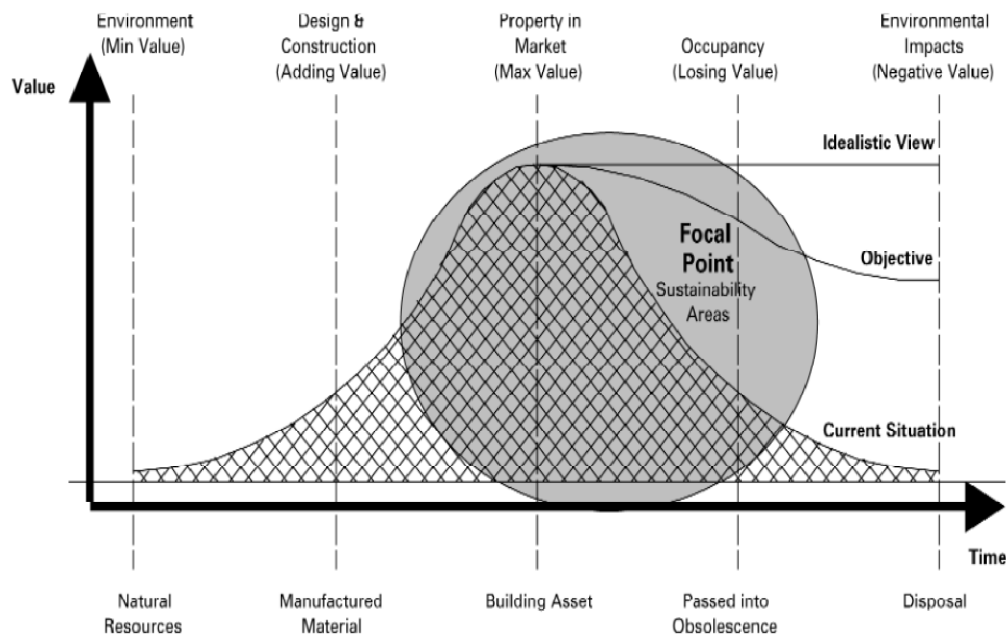 Environment
(Min Value)
Design &
Construction
(Adding Value)
Property in
Market
(Max Value)
Occupancy
(Losing Value)
Environmental
Impacts
(Negative Value)
Value
Idealistic View
Focal
Point
Sustainability
Areas
Objective
Current Situation
Time
Natural
Resources
Manufactured
Material
Building Asset
Passed into
Obsolescence
Disposal